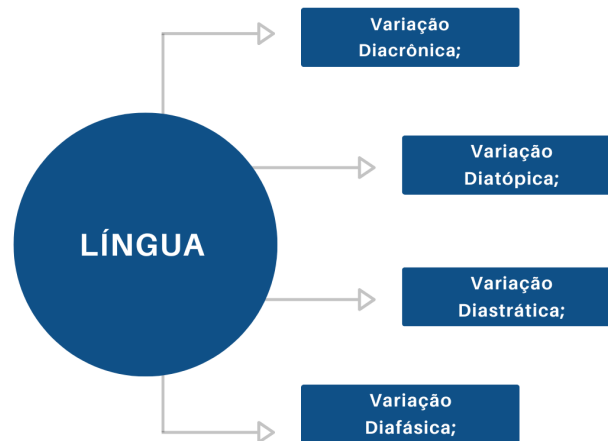 Variação
Diacrônica;
Variação
Diatópica;
LÍNGUA
Variação
Diastrática;
Variação
Diafásica;